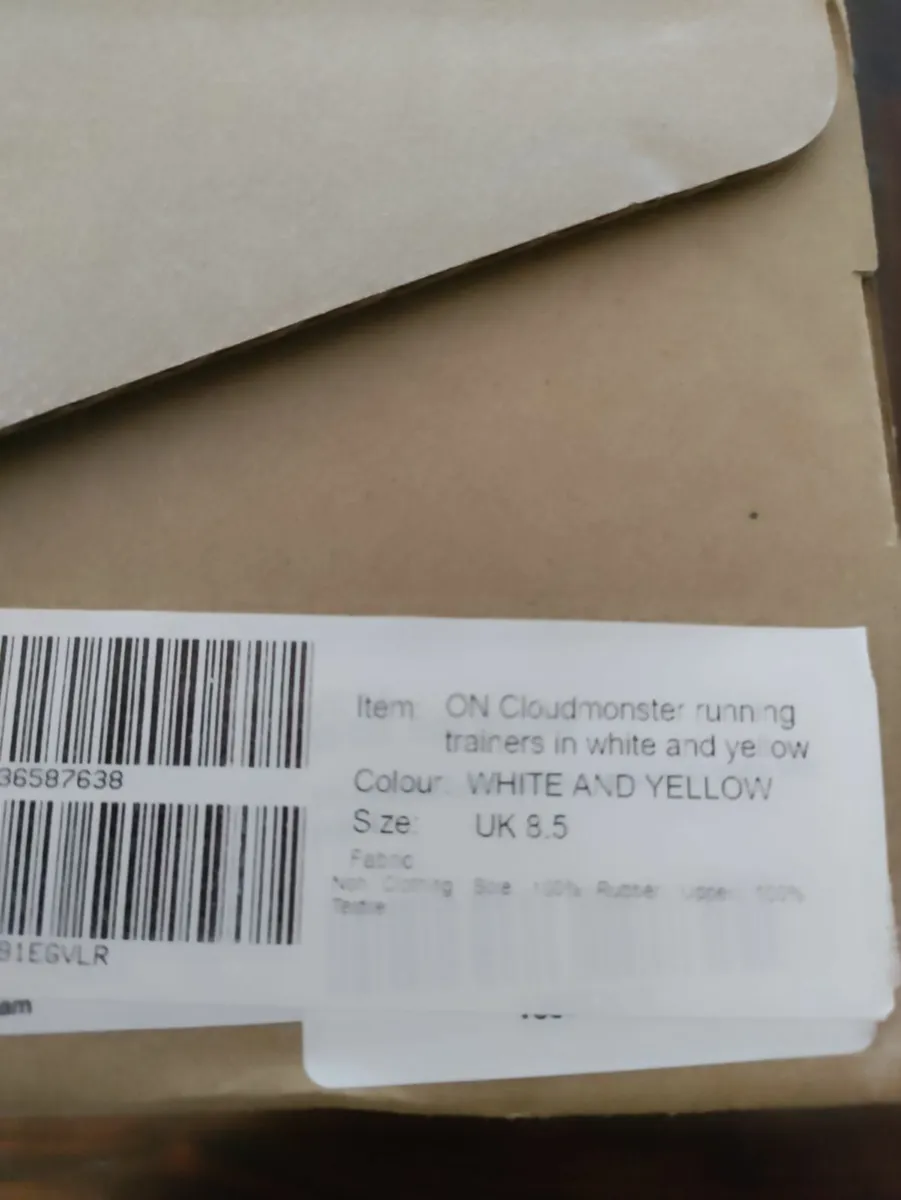 36587638
91EGVLR
am
Item: ON Cloudmonster running
trainers in white and yellow
Colour: WHITE AND YELLOW
Size: UK 8.5
Fabric
Non Clothing Sole 100% Rubber Upper 100%
Textile